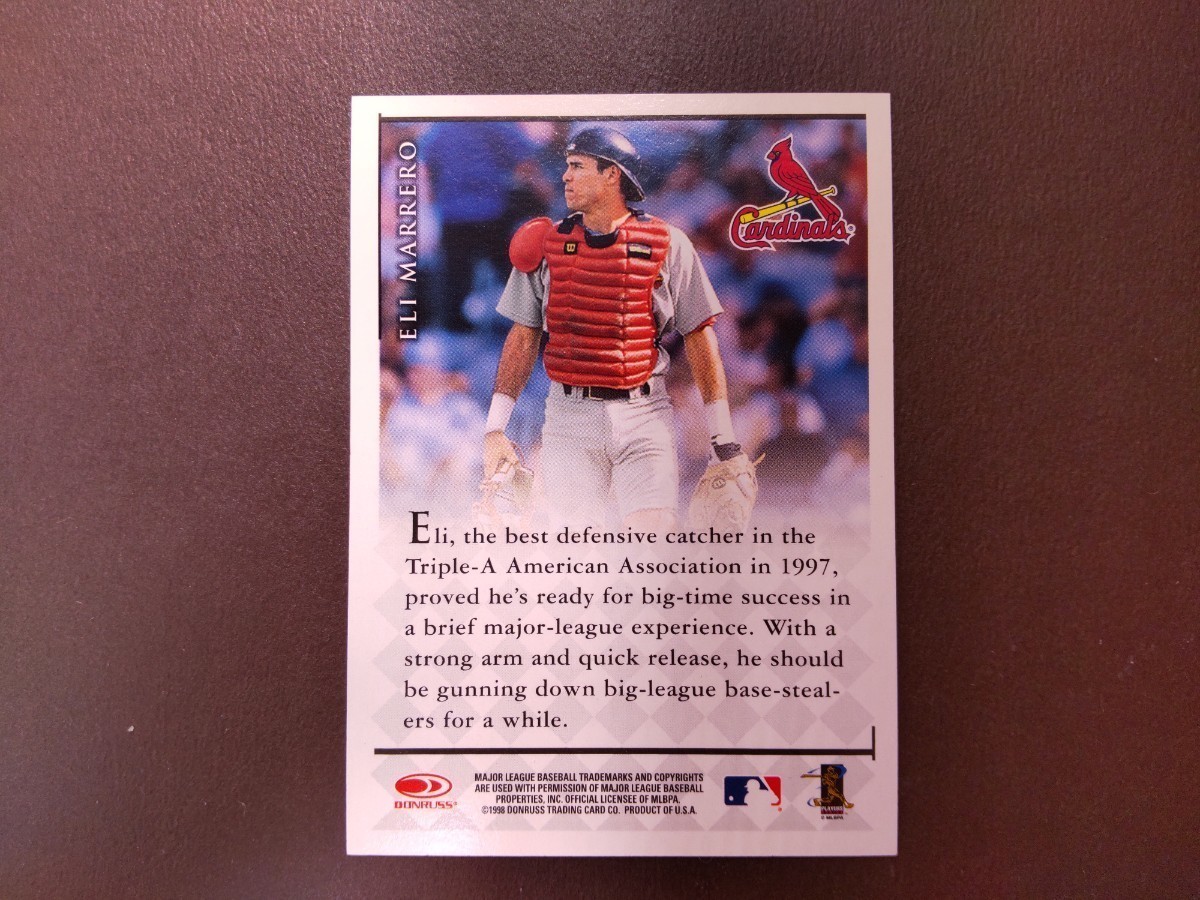 ELI MARRERO
Cardinals
Eli, the best defensive catcher in the
Triple-A American Association in 1997,
proved he's ready for big-time success in
a brief major-league experience. With a
strong arm and quick release, he should
be gunning down big-league base-steal-
ers for a while.
DONRUSS
MAJOR LEAGUE BASEBALL TRADEMARKS AND COPYRIGHTS
ARE USED WITH PERMISSION OF MAJOR LEAGUE BASEBALL
PROPERTIES, INC. OFFICIAL LICENSEE OF MLBPA.
©1998 DONRUSS TRADING CARD CO. PRODUCT OF U.S.A.
PLAYERS
© MLBPA